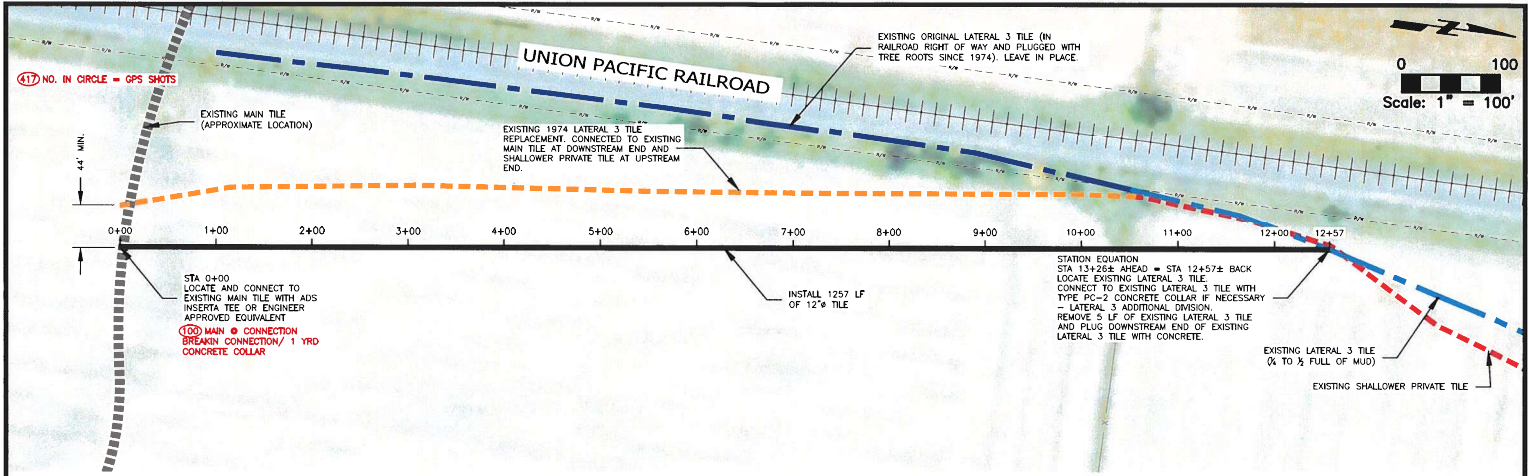 EXISTING ORIGINAL LATERAL 3 TILE (IN
RAILROAD RIGHT OF WAY AND PLUGGED WITH
TREE ROOTS SINCE 1974). LEAVE IN PLACE.
Z
0 100
Scale: 1" = 100'
UNION PACIFIC RAILROAD
417 NO. IN CIRCLE = GPS SHOTS
EXISTING MAIN TILE
(APPROXIMATE LOCATION)
EXISTING 1974 LATERAL 3 TILE
REPLACEMENT. CONNECTED TO EXISTING
MAIN TILE AT DOWNSTREAM END AND
SHALLOWER PRIVATE TILE AT UPSTREAM
END.
44' MIN.
R/W R/W R/W R/W R/W R/W
0+00 1+00 2+00 3+00 4+00 5+00 6+00 7+00 8+00 9+00 10+00 11+00 12+00 12+57
STA 0+00
LOCATE AND CONNECT TO
EXISTING MAIN TILE WITH ADS
INSERTA TEE OR ENGINEER
APPROVED EQUIVALENT
100 MAIN @ CONNECTION
BREAKIN CONNECTION/ 1 YRD
CONCRETE COLLAR
INSTALL 1257 LF
OF 12"ø TILE
STATION EQUATION
STA 13+26± AHEAD = STA 12+57± BACK
LOCATE EXISTING LATERAL 3 TILE.
CONNECT TO EXISTING LATERAL 3 TILE WITH
TYPE PC-2 CONCRETE COLLAR IF NECESSARY
- LATERAL 3 ADDITIONAL DIVISION.
REMOVE 5 LF OF EXISTING LATERAL 3 TILE
AND PLUG DOWNSTREAM END OF EXISTING
LATERAL 3 TILE WITH CONCRETE.
EXISTING LATERAL 3 TILE
(¼ TO ½ FULL OF MUD)
EXISTING SHALLOWER PRIVATE TILE